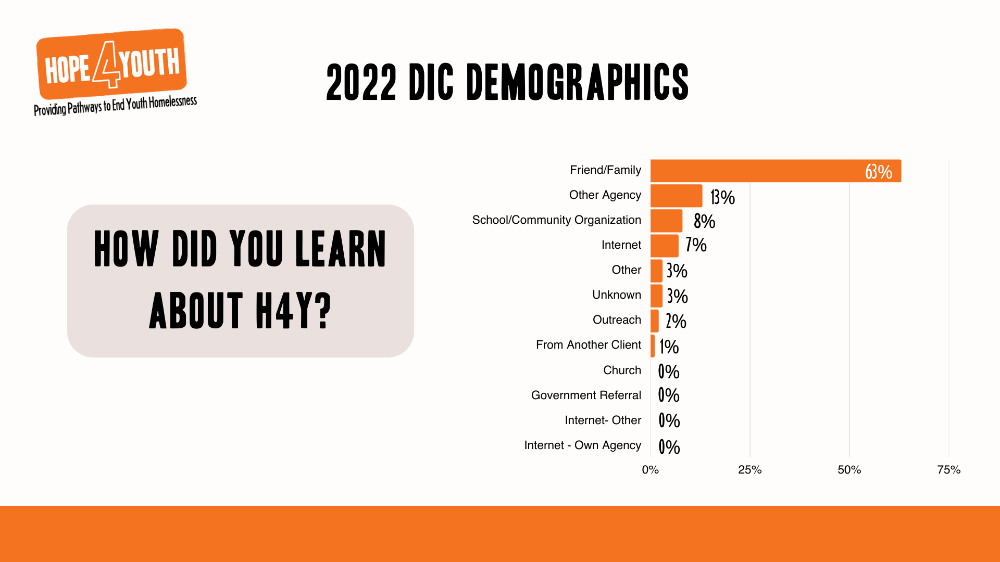 HOPE 4 YOUTH
Providing Pathways to End Youth Homelessness
2022 DIC DEMOGRAPHICS
HOW DID YOU LEARN
ABOUT H4Y?
Friend/Family 63%
Other Agency 13%
School/Community Organization 8%
Internet 7%
Other 3%
Unknown 3%
Outreach 2%
From Another Client 1%
Church 0%
Government Referral 0%
Internet- Other 0%
Internet - Own Agency 0%
0% 25% 50% 75%